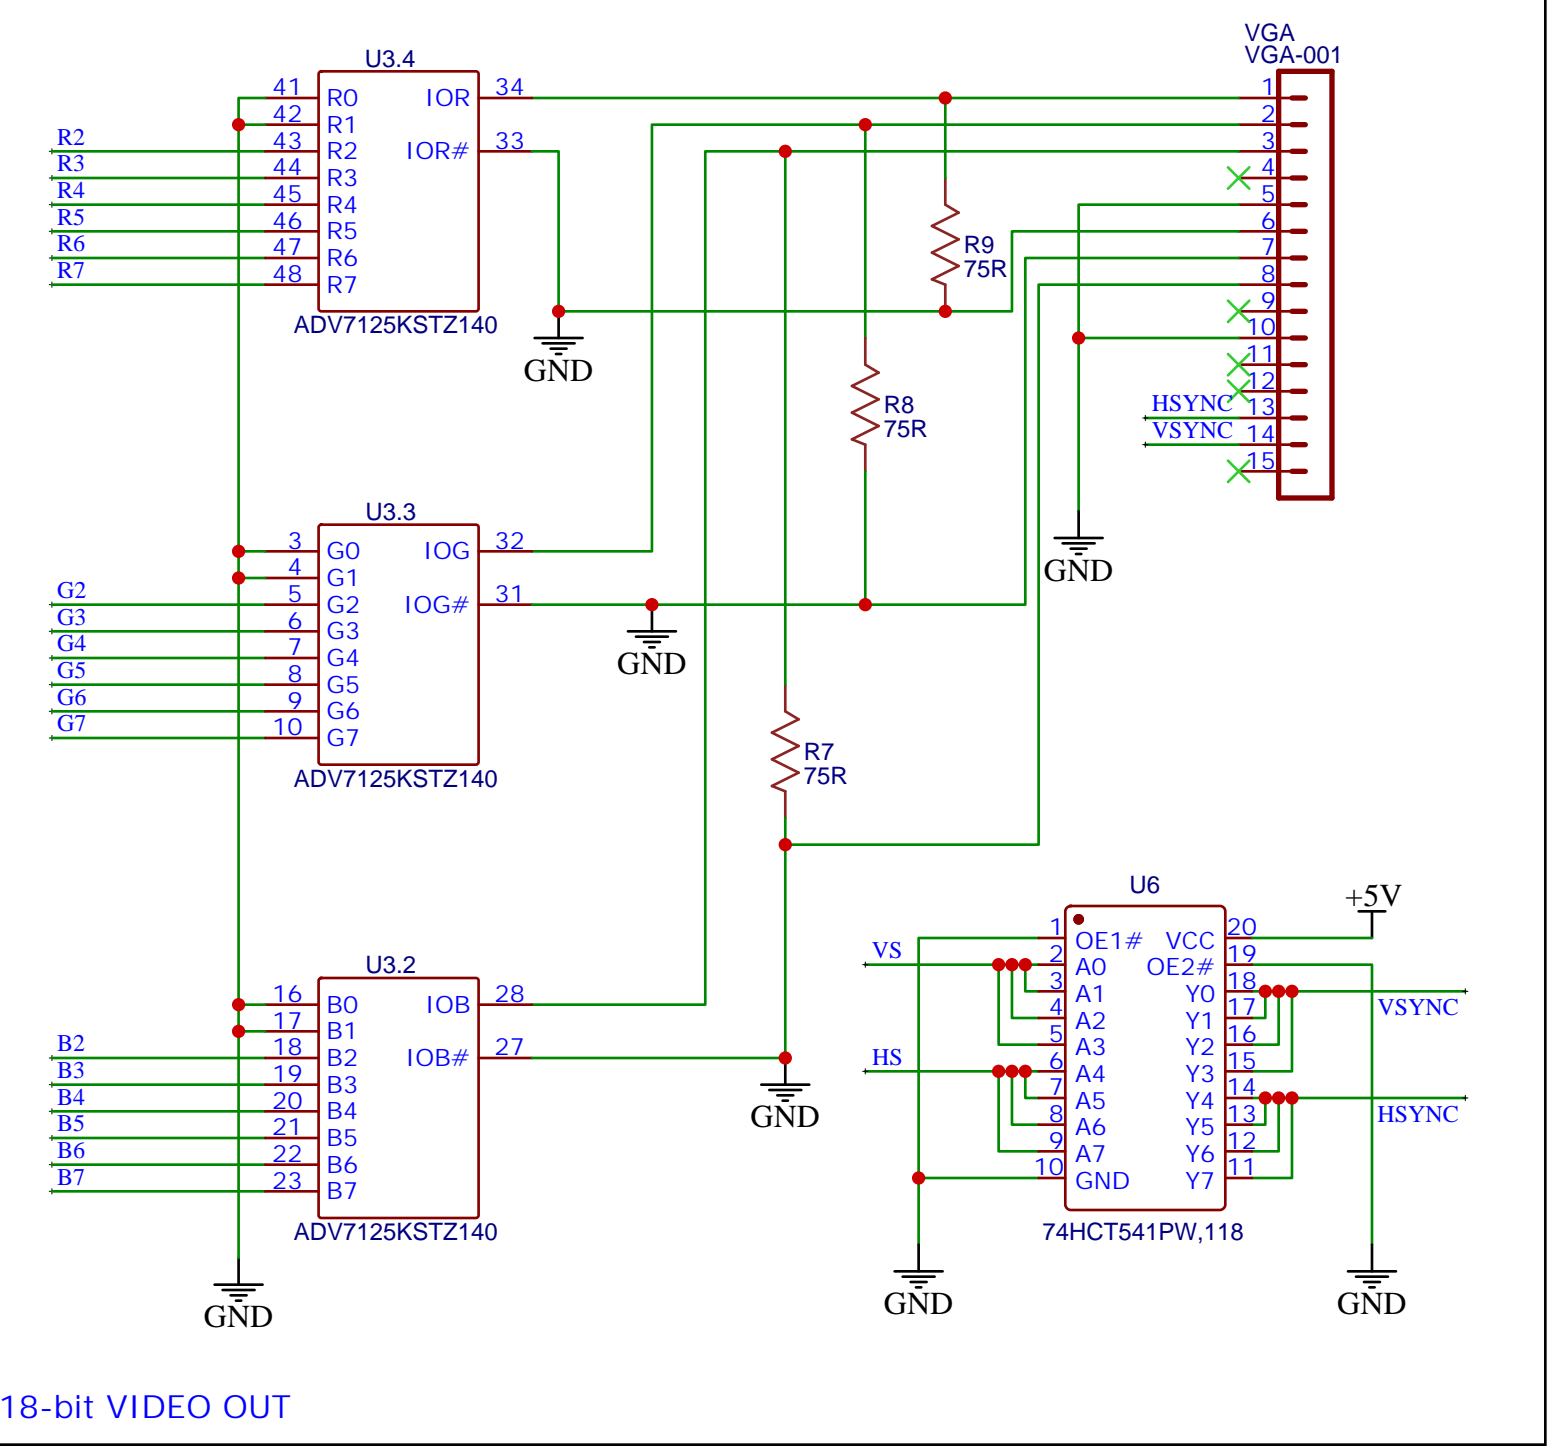 VGA
VGA-001
U3.4
41 R0 IOR 34
42 R1
R2 43 R2 IOR# 33
R3 44 R3
R4 45 R4
R5 46 R5
R6 47 R6
R7 48 R7
ADV7125KSTZ140
GND
1
2
3
4
5
6
7
8
9
10
11
12
HSYNC 13
VSYNC 14
15
R9
75R
R8
75R
GND
U3.3
3 G0 IOG 32
4 G1
G2 5 G2 IOG# 31
G3 6 G3
G4 7 G4
G5 8 G5
G6 9 G6
G7 10 G7
ADV7125KSTZ140
GND
R7
75R
U3.2
16 B0 IOB 28
17 B1
B2 18 B2 IOB# 27
B3 19 B3
B4 20 B4
B5 21 B5
B6 22 B6
B7 23 B7
ADV7125KSTZ140
GND
GND
U6
+5V
1 OE1# VCC 20
VS 2 A0 OE2# 19
3 A1 Y0 18 VSYNC
4 A2 Y1 17
5 A3 Y2 16
HS 6 A4 Y3 15
7 A5 Y4 14 HSYNC
8 A6 Y5 13
9 A7 Y6 12
10 GND Y7 11
74HCT541PW,118
GND
GND
18-bit VIDEO OUT